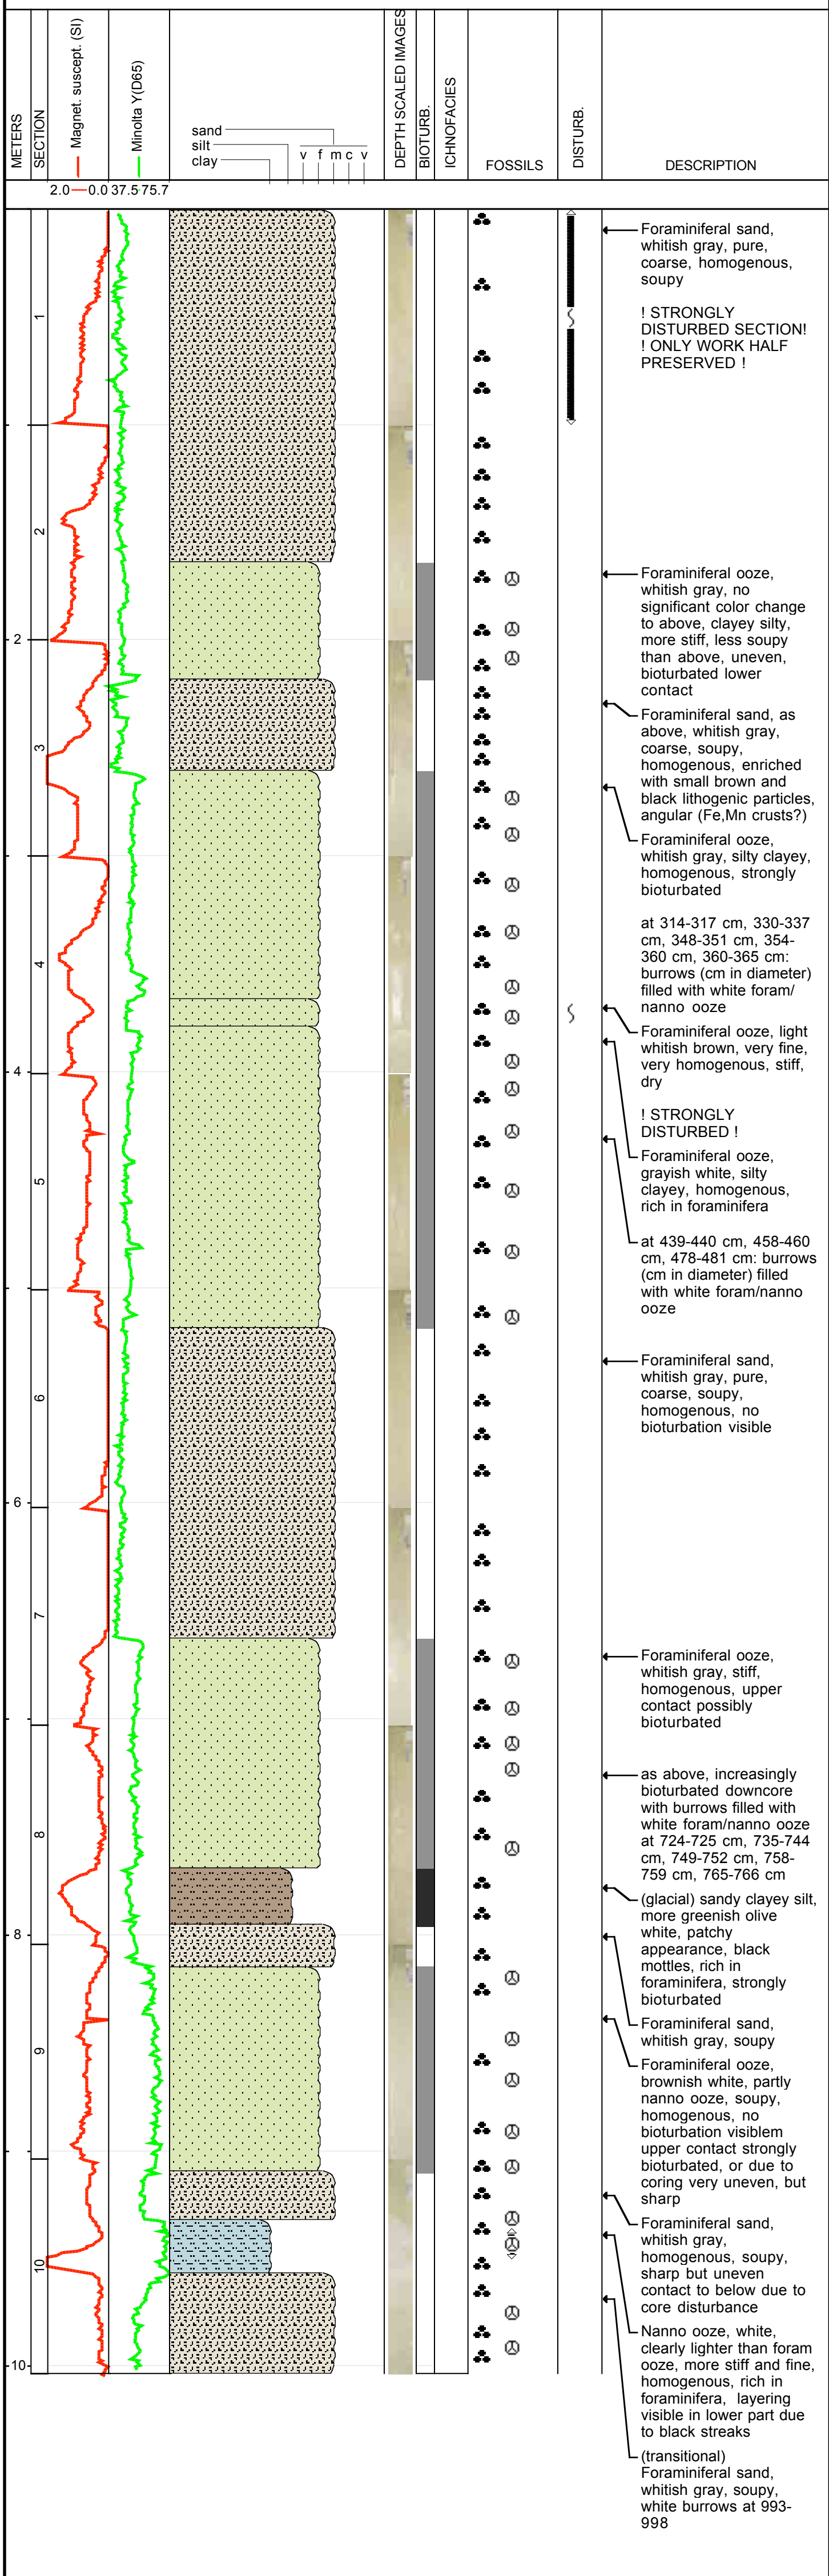 METERS
SECTION
Magnet. suscept. (SI)
Minolta Y(D65)
sand
silt
clay
v f m c v
DEPTH SCALED IMAGES
BIOTURB.
ICHNOFACIES
FOSSILS
DISTURB.
DESCRIPTION
2.0 0.0 37.5 75.7
1
2
3
4
5
6
7
8
9
10
2
4
6
8
10
Foraminiferal sand,
whitish gray, pure,
coarse, homogenous,
soupy
! STRONGLY
DISTURBED SECTION!
! ONLY WORK HALF
PRESERVED !
Foraminiferal ooze,
whitish gray, no
significant color change
to above, clayey silty,
more stiff, less soupy
than above, uneven,
bioturbated lower
contact
Foraminiferal sand, as
above, whitish gray,
coarse, soupy,
homogenous, enriched
with small brown and
black lithogenic particles,
angular (Fe,Mn crusts?)
Foraminiferal ooze,
whitish gray, silty clayey,
homogenous, strongly
bioturbated
at 314-317 cm, 330-337
cm, 348-351 cm, 354-
360 cm, 360-365 cm:
burrows (cm in diameter)
filled with white foram/
nanno ooze
Foraminiferal ooze, light
whitish brown, very fine,
very homogenous, stiff,
dry
! STRONGLY
DISTURBED !
Foraminiferal ooze,
grayish white, silty
clayey, homogenous,
rich in foraminifera
at 439-440 cm, 458-460
cm, 478-481 cm: burrows
(cm in diameter) filled
with white foram/nanno
ooze
Foraminiferal sand,
whitish gray, pure,
coarse, soupy,
homogenous, no
bioturbation visible
Foraminiferal ooze,
whitish gray, stiff,
homogenous, upper
contact possibly
bioturbated
as above, increasingly
bioturbated downcore
with burrows filled with
white foram/nanno ooze
at 724-725 cm, 735-744
cm, 749-752 cm, 758-
759 cm, 765-766 cm
(glacial) sandy clayey silt,
more greenish olive
white, patchy
appearance, black
mottles, rich in
foraminifera, strongly
bioturbated
Foraminiferal sand,
whitish gray, soupy
Foraminiferal ooze,
brownish white, partly
nanno ooze, soupy,
homogenous, no
bioturbation visiblem
upper contact strongly
bioturbated, or due to
coring very uneven, but
sharp
Foraminiferal sand,
whitish gray,
homogenous, soupy,
sharp but uneven
contact to below due to
core disturbance
Nanno ooze, white,
clearly lighter than foram
ooze, more stiff and fine,
homogenous, rich in
foraminifera, layering
visible in lower part due
to black streaks
(transitional)
Foraminiferal sand,
whitish gray, soupy,
white burrows at 993-
998